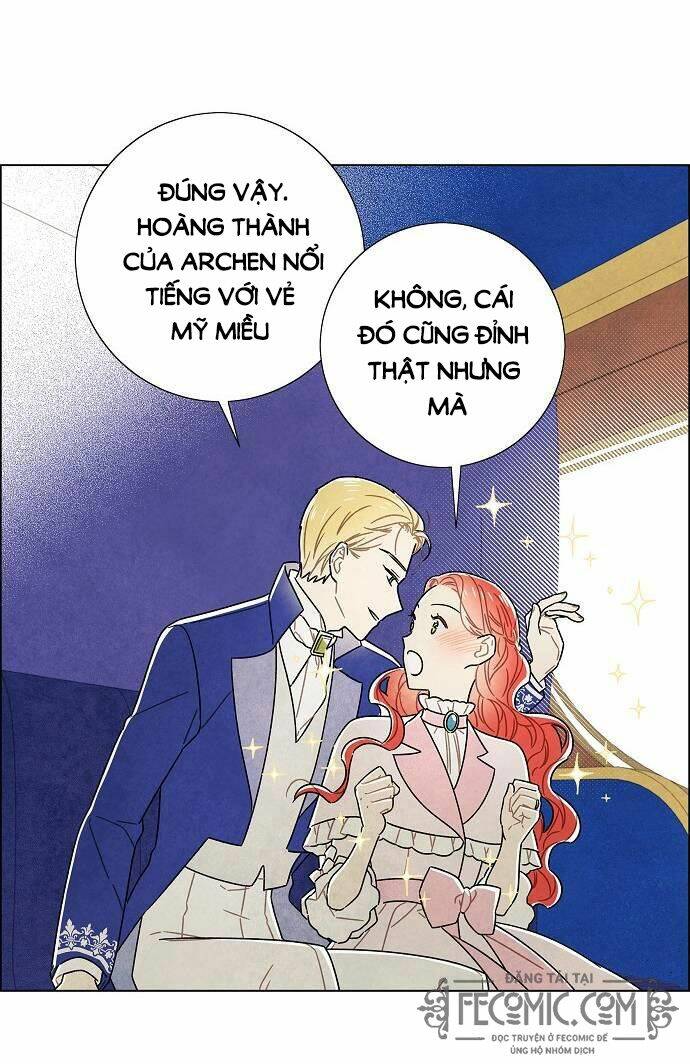 ĐÚNG VẬY.
HOÀNG THÀNH
CỦA ARCHEN NỔI
TIẾNG VỚI VẺ
MỸ MIỀU
KHÔNG, CÁI
ĐÓ CŨNG ĐỈNH
THẬT NHƯNG
MÀ
ĐĂNG TẢI TẠI
FECOMIC.COM
ĐỌC TRUYỆN Ở FECOMIC ĐỂ
ỦNG HỘ NHÓM DỊCH